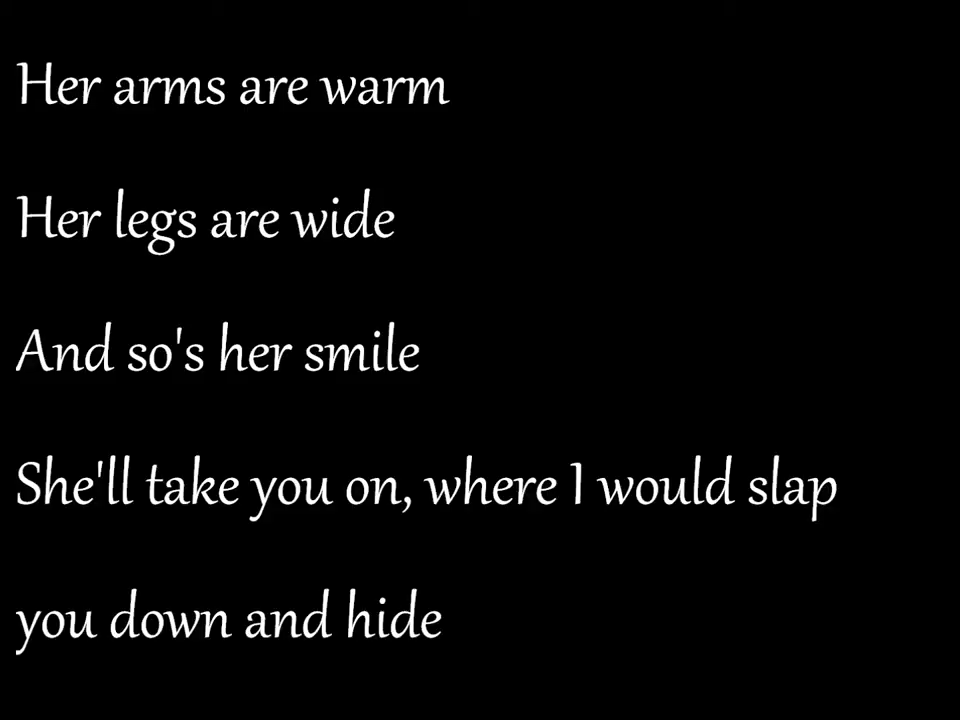 Her arms are warm
Her legs are wide
And so's her smile
She'll take you on, where I would slap
you down and hide